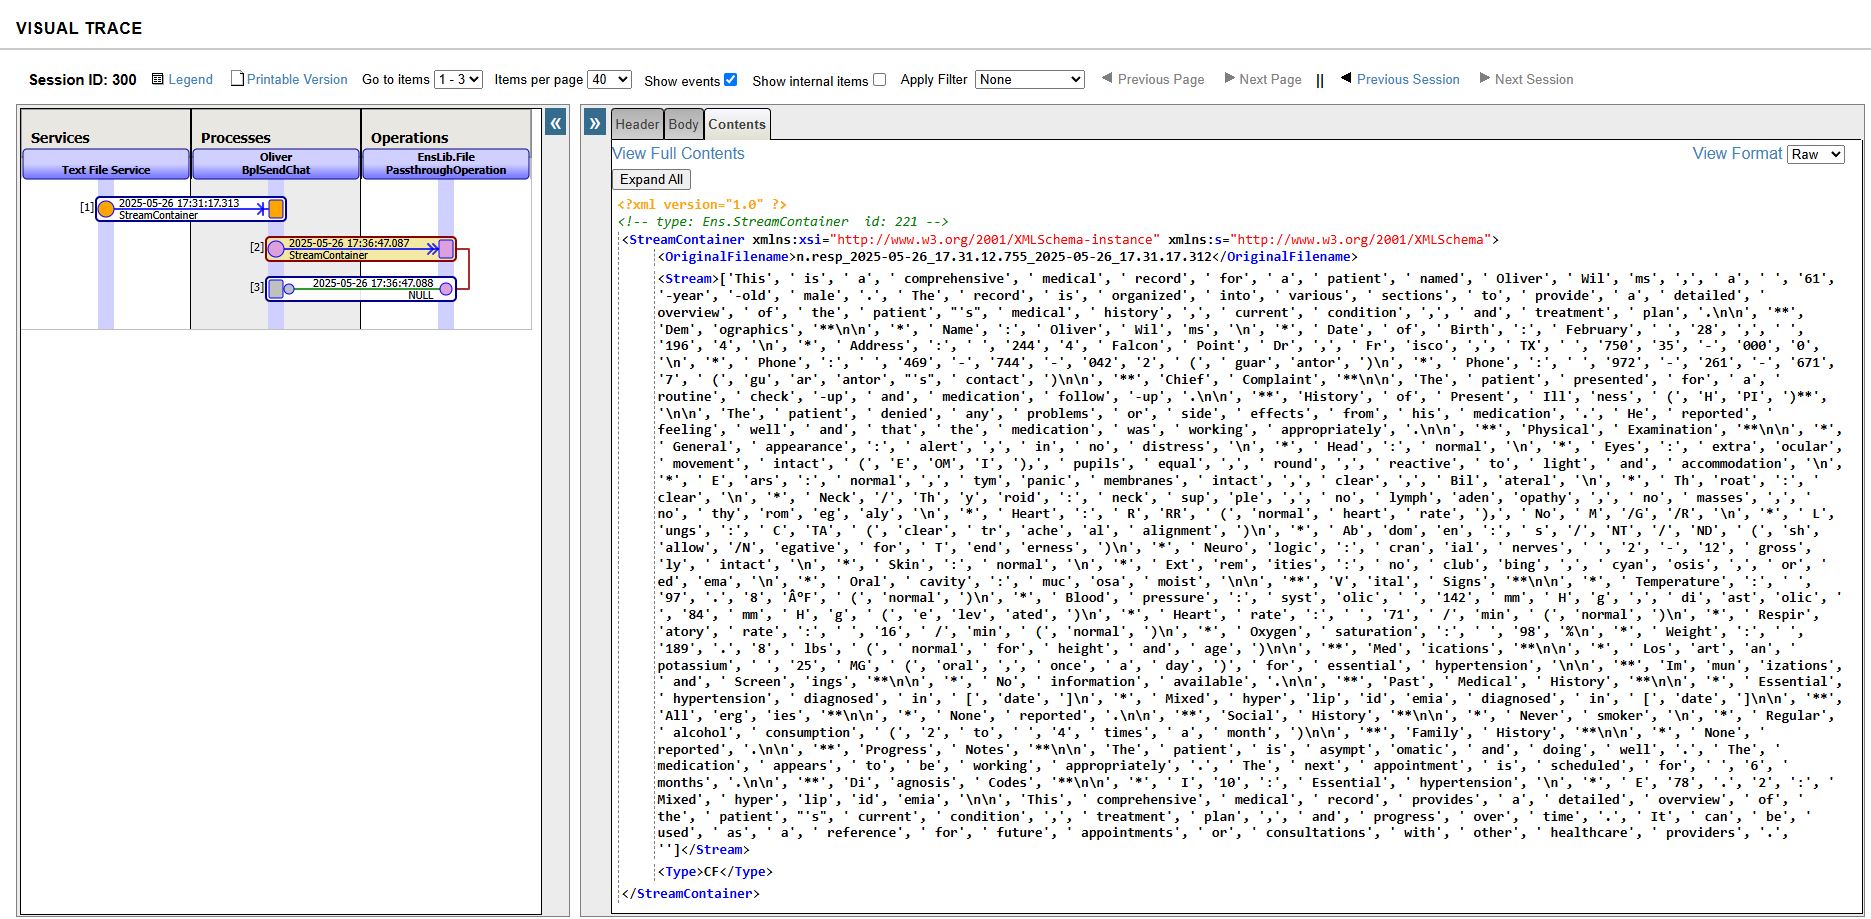 VISUAL TRACE
Session ID: 300 Legend Printable Version Go to items 1 - 3 Items per page 40 Show events Show internal items Apply Filter None Previous Page Next Page || Previous Session Next Session
Services Processes Operations
Text File Service
Oliver
BplSendChat
EnsLib.File
PassthroughOperation
[1] 2025-05-26 17:31:17.313
StreamContainer
[2] 2025-05-26 17:36:47.087
StreamContainer
[3] 2025-05-26 17:36:47.088
NULL
« »
Header Body Contents
View Full Contents View Format Raw
Expand All
<?xml version="1.0" ?>
<!-- type: Ens.StreamContainer  id: 221 -->
<StreamContainer xmlns:xsi="http://www.w3.org/2001/XMLSchema-instance" xmlns:s="http://www.w3.org/2001/XMLSchema">
<OriginalFilename>n.resp_2025-05-26_17.31.12.755_2025-05-26_17.31.17.312</OriginalFilename>
<Stream>['This', ' is', ' a', ' comprehensive', ' medical', ' record', ' for', ' a', ' patient', ' named', ' Oliver', ' Wil', 'ms', ',', ' a', ' ', '61',
'-year', '-old', ' male', '.', ' The', ' record', ' is', ' organized', ' into', ' various', ' sections', ' to', ' provide', ' a', ' detailed', '
overview', ' of', ' the', ' patient', "'s", ' medical', ' history', ',', ' current', ' condition', ',', ' and', ' treatment', ' plan', '.\n\n', '**',
'Dem', 'ographics', '**\n\n', '*', ' Name', ':', ' Oliver', ' Wil', 'ms', '\n', '*', ' Date', ' of', ' Birth', ':', ' February', ' ', '28', ',', ' ',
'196', '4', '\n', '*', ' Address', ':', ' ', '244', '4', ' Falcon', ' Point', ' Dr', ',', ' Fr', 'isco', ',', ' TX', ' ', '750', '35', '-', '000', '0',
'\n', '*', ' Phone', ':', ' ', '469', '-', '744', '-', '042', '2', ' (', ' guar', 'antor', ')\n', '*', ' Phone', ':', ' ', '972', '-', '261', '-', '671',
'7', ' (', 'gu', 'ar', 'antor', "'s", ' contact', ')\n\n', '**', 'Chief', ' Complaint', '**\n\n', 'The', ' patient', ' presented', ' for', ' a', '
routine', ' check', '-up', ' and', ' medication', ' follow', '-up', '.\n\n', '**', 'History', ' of', ' Present', ' Ill', 'ness', ' (', 'H', 'PI', ')**',
'\n\n', 'The', ' patient', ' denied', ' any', ' problems', ' or', ' side', ' effects', ' from', ' his', ' medication', '.', ' He', ' reported', '
feeling', ' well', ' and', ' that', ' the', ' medication', ' was', ' working', ' appropriately', '.\n\n', '**', 'Physical', ' Examination', '**\n\n', '*',
' General', ' appearance', ':', ' alert', ',', ' in', ' no', ' distress', '\n', '*', ' Head', ':', ' normal', '\n', '*', ' Eyes', ':', ' extra', 'ocular',
' movement', ' intact', ' (', 'E', 'OM', 'I', '),', ' pupils', ' equal', ',', ' round', ',', ' reactive', ' to', ' light', ' and', ' accommodation', '\n',
'*', ' E', 'ars', ':', ' normal', ',', ' tym', 'panic', ' membranes', ' intact', ',', ' clear', ',', ' Bil', 'ateral', '\n', '*', ' Th', 'roat', ':', '
clear', '\n', '*', ' Neck', '/', 'Th', 'y', 'roid', ':', ' neck', ' sup', 'ple', ',', ' no', ' lymph', 'aden', 'opathy', ',', ' no', ' masses', ',', '
no', ' thy', 'rom', 'eg', 'aly', '\n', '*', ' Heart', ':', ' R', 'RR', ' (', 'normal', ' heart', ' rate', '),', ' No', ' M', '/G', '/R', '\n', '*', ' L',
'ungs', ':', ' C', 'TA', ' (', 'clear', ' tr', 'ache', 'al', ' alignment', ')\n', '*', ' Ab', 'dom', 'en', ':', ' s', '/', 'NT', '/', 'ND', ' (', 'sh',
'allow', '/N', 'egative', ' for', ' T', 'end', 'erness', ')\n', '*', ' Neuro', 'logic', ':', ' cran', 'ial', ' nerves', ' ', '2', '-', '12', ' gross',
'ly', ' intact', '\n', '*', ' Skin', ':', ' normal', '\n', '*', ' Ext', 'rem', 'ities', ':', ' no', ' club', 'bing', ',', ' cyan', 'osis', ',', ' or', '
ed', 'ema', '\n', '*', ' Oral', ' cavity', ':', ' muc', 'osa', ' moist', '\n\n', '**', 'V', 'ital', ' Signs', '**\n\n', '*', ' Temperature', ':', ' ',
'97', '.', '8', 'Â°F', ' (', 'normal', ')\n', '*', ' Blood', ' pressure', ':', ' syst', 'olic', ' ', '142', ' mm', ' H', 'g', ',', ' di', 'ast', 'olic', '
', '84', ' mm', ' H', 'g', ' (', 'e', 'lev', 'ated', ')\n', '*', ' Heart', ' rate', ':', ' ', '71', ' /', 'min', ' (', 'normal', ')\n', '*', ' Respir',
'atory', ' rate', ':', ' ', '16', ' /', 'min', ' (', 'normal', ')\n', '*', ' Oxygen', ' saturation', ':', ' ', '98', '%\n', '*', ' Weight', ':', ' ',
'189', '.', '8', ' lbs', ' (', ' normal', ' for', ' height', ' and', ' age', ')\n\n', '**', 'Med', 'ications', '**\n\n', '*', ' Los', 'art', 'an', '
potassium', ' ', '25', ' MG', ' (', 'oral', ',', ' once', ' a', ' day', ')', ' for', ' essential', ' hypertension', '\n\n', '**', 'Im', 'mun', 'izations',
' and', ' Screen', 'ings', '**\n\n', '*', ' No', ' information', ' available', '.\n\n', '**', 'Past', ' Medical', ' History', '**\n\n', '*', ' Essential',
' hypertension', ' diagnosed', ' in', ' [', 'date', ']\n', '*', ' Mixed', ' hyper', 'lip', 'id', 'emia', ' diagnosed', ' in', ' [', 'date', ']\n\n', '**',
'All', 'erg', 'ies', '**\n\n', '*', ' None', ' reported', '.\n\n', '**', 'Social', ' History', '**\n\n', '*', ' Never', ' smoker', '\n', '*', ' Regular',
' alcohol', ' consumption', ' (', '2', ' to', ' ', '4', ' times', ' a', ' month', ')\n\n', '**', 'Family', ' History', '**\n\n', '*', ' None', '
reported', '.\n\n', '**', 'Progress', ' Notes', '**\n\n', 'The', ' patient', ' is', ' asympt', 'omatic', ' and', ' doing', ' well', '.', ' The', '
medication', ' appears', ' to', ' be', ' working', ' appropriately', '.', ' The', ' next', ' appointment', ' is', ' scheduled', ' for', ' ', '6', '
months', '.\n\n', '**', 'Di', 'agnosis', ' Codes', '**\n\n', '*', ' I', '10', ':', ' Essential', ' hypertension', '\n', '*', ' E', '78', '.', '2', ':', '
Mixed', ' hyper', 'lip', 'id', 'emia', '\n\n', 'This', ' comprehensive', ' medical', ' record', ' provides', ' a', ' detailed', ' overview', ' of', '
the', ' patient', "'s", ' current', ' condition', ',', ' treatment', ' plan', ',', ' and', ' progress', ' over', ' time', '.', ' It', ' can', ' be', '
used', ' as', ' a', ' reference', ' for', ' future', ' appointments', ' or', ' consultations', ' with', ' other', ' healthcare', ' providers', '.',
'']</Stream>
<Type>CF</Type>
</StreamContainer>